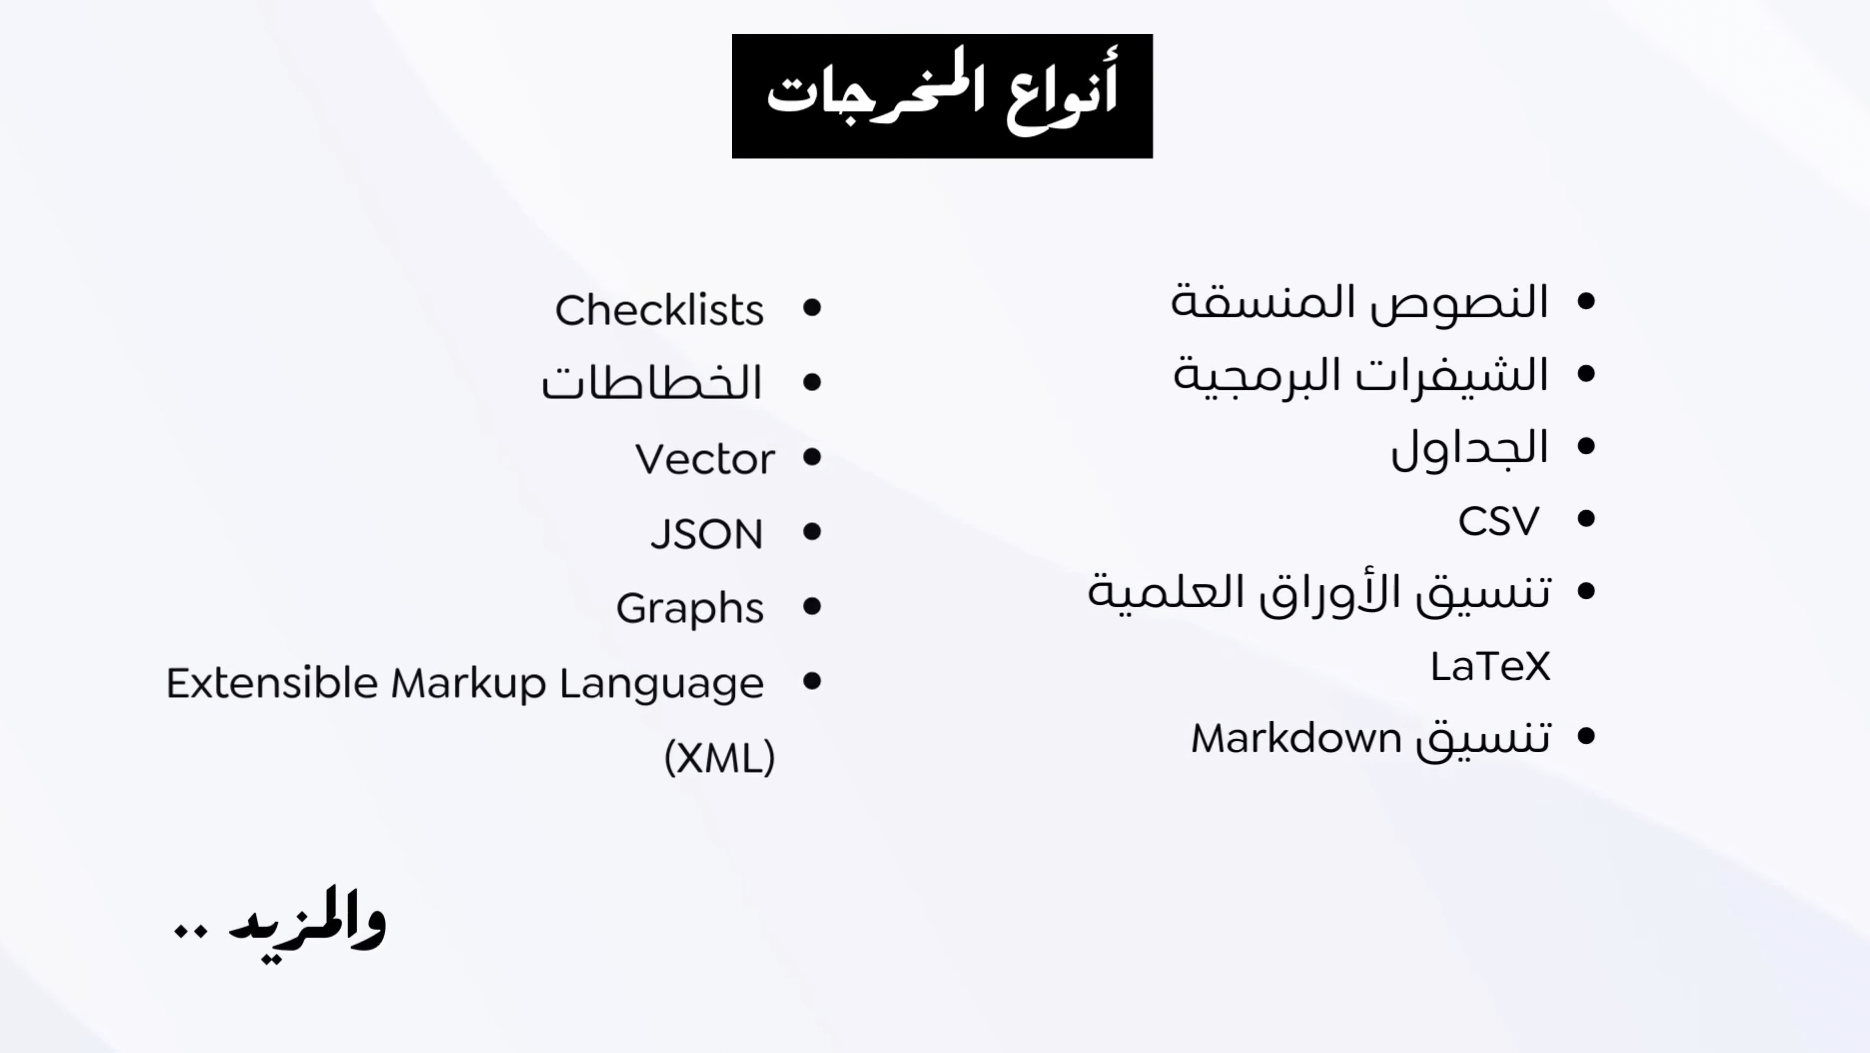 أنواع المخرجات
• النصوص المنسقة
• الشيفرات البرمجية
• الجداول
• CSV
• تنسيق الأوراق العلمية
LaTeX
• تنسيق Markdown
• Checklists
• الخطاطات
• Vector
• JSON
• Graphs
• Extensible Markup Language
(XML)
والمزيد ..